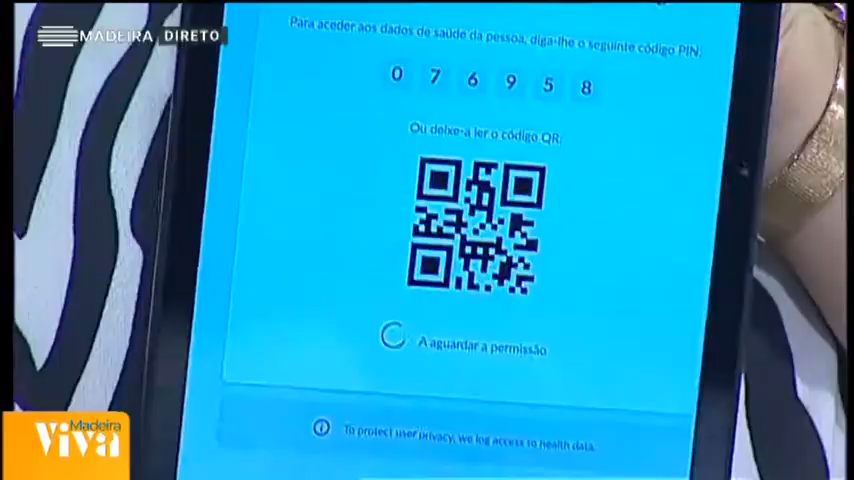 MADEIRA DIRETO
Para aceder aos dados de saúde da pessoa, diga-lhe o seguinte código PIN:
0 7 6 9 5 8
Ou deixe-a ler o código QR:
A aguardar a permissão
To protect user privacy, we log access to health data.
Madeira
Viva